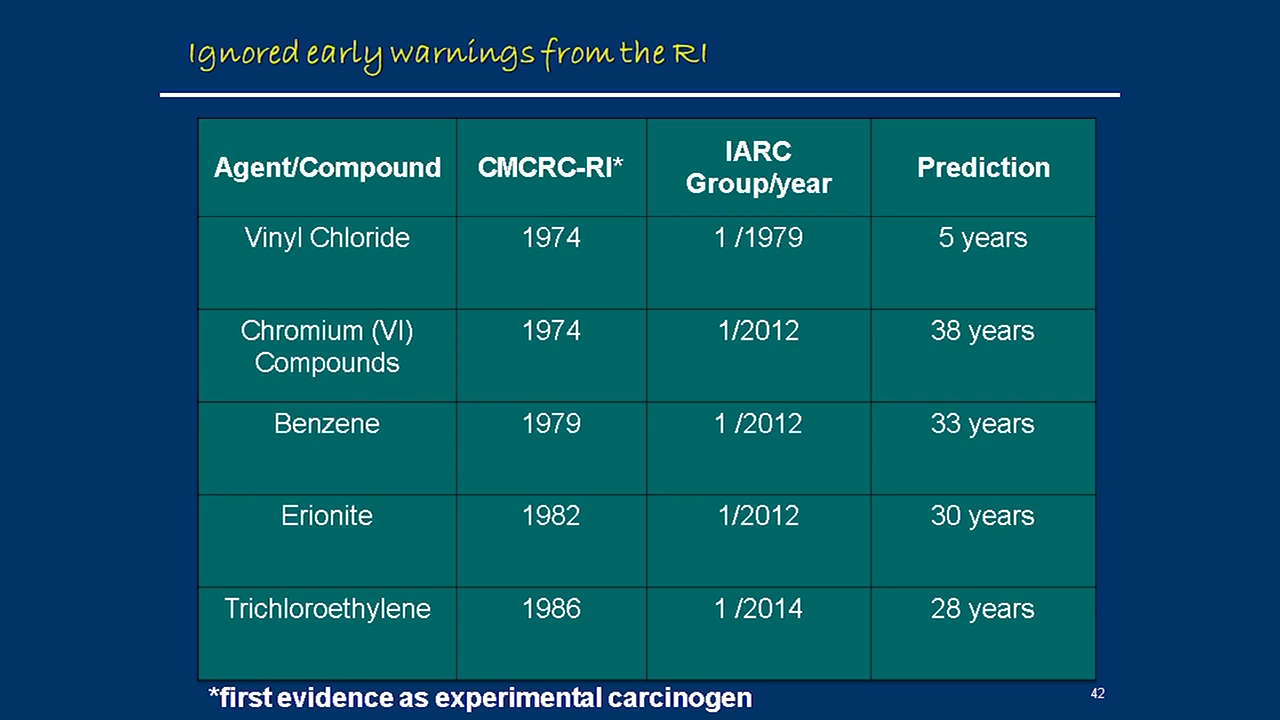 Ignored early warnings from the RI
Agent/Compound CMCRC-RI* IARC Group/year Prediction
Vinyl Chloride 1974 1 /1979 5 years
Chromium (VI) Compounds 1974 1/2012 38 years
Benzene 1979 1 /2012 33 years
Erionite 1982 1/2012 30 years
Trichloroethylene 1986 1 /2014 28 years
*first evidence as experimental carcinogen
42